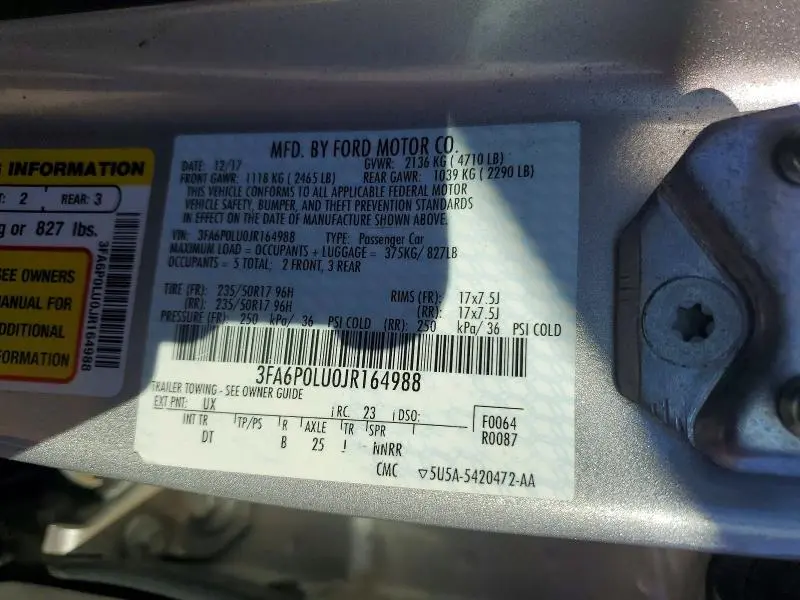 INFORMATION
2 REAR: 3
g or 827 lbs.
SEE OWNERS
MANUAL FOR
ADDITIONAL
INFORMATION
3FA6P0LU0JR164988
MFD. BY FORD MOTOR CO.
DATE: 12/17 GVWR: 2136 KG (4710 LB)
FRONT GAWR: 1118 KG (2465 LB) REAR GAWR: 1039 KG (2290 LB)
THIS VEHICLE CONFORMS TO ALL APPLICABLE FEDERAL MOTOR
VEHICLE SAFETY, BUMPER, AND THEFT PREVENTION STANDARDS
IN EFFECT ON THE DATE OF MANUFACTURE SHOWN ABOVE.
VIN: 3FA6P0LU0JR164988 TYPE: Passenger Car
MAXIMUM LOAD = OCCUPANTS + LUGGAGE = 375KG/ 827LB
OCCUPANTS = 5 TOTAL; 2 FRONT, 3 REAR
TIRE (FR): 235/50R17 96H RIMS (FR): 17x7.5J
(RR): 235/50R17 96H (RR): 17x7.5J
PRESSURE (FR): 250 kPa/ 36 PSI COLD (RR): 250 kPa/ 36 PSI COLD
3FA6P0LU0JR164988
TRAILER TOWING - SEE OWNER GUIDE
EXT PNT: UX RC: 23 DSO: F0064
INT TR TP/PS R AXLE TR SPR R0087
DT B 25 NNRR
CMC ▽5U5A-5420472-AA